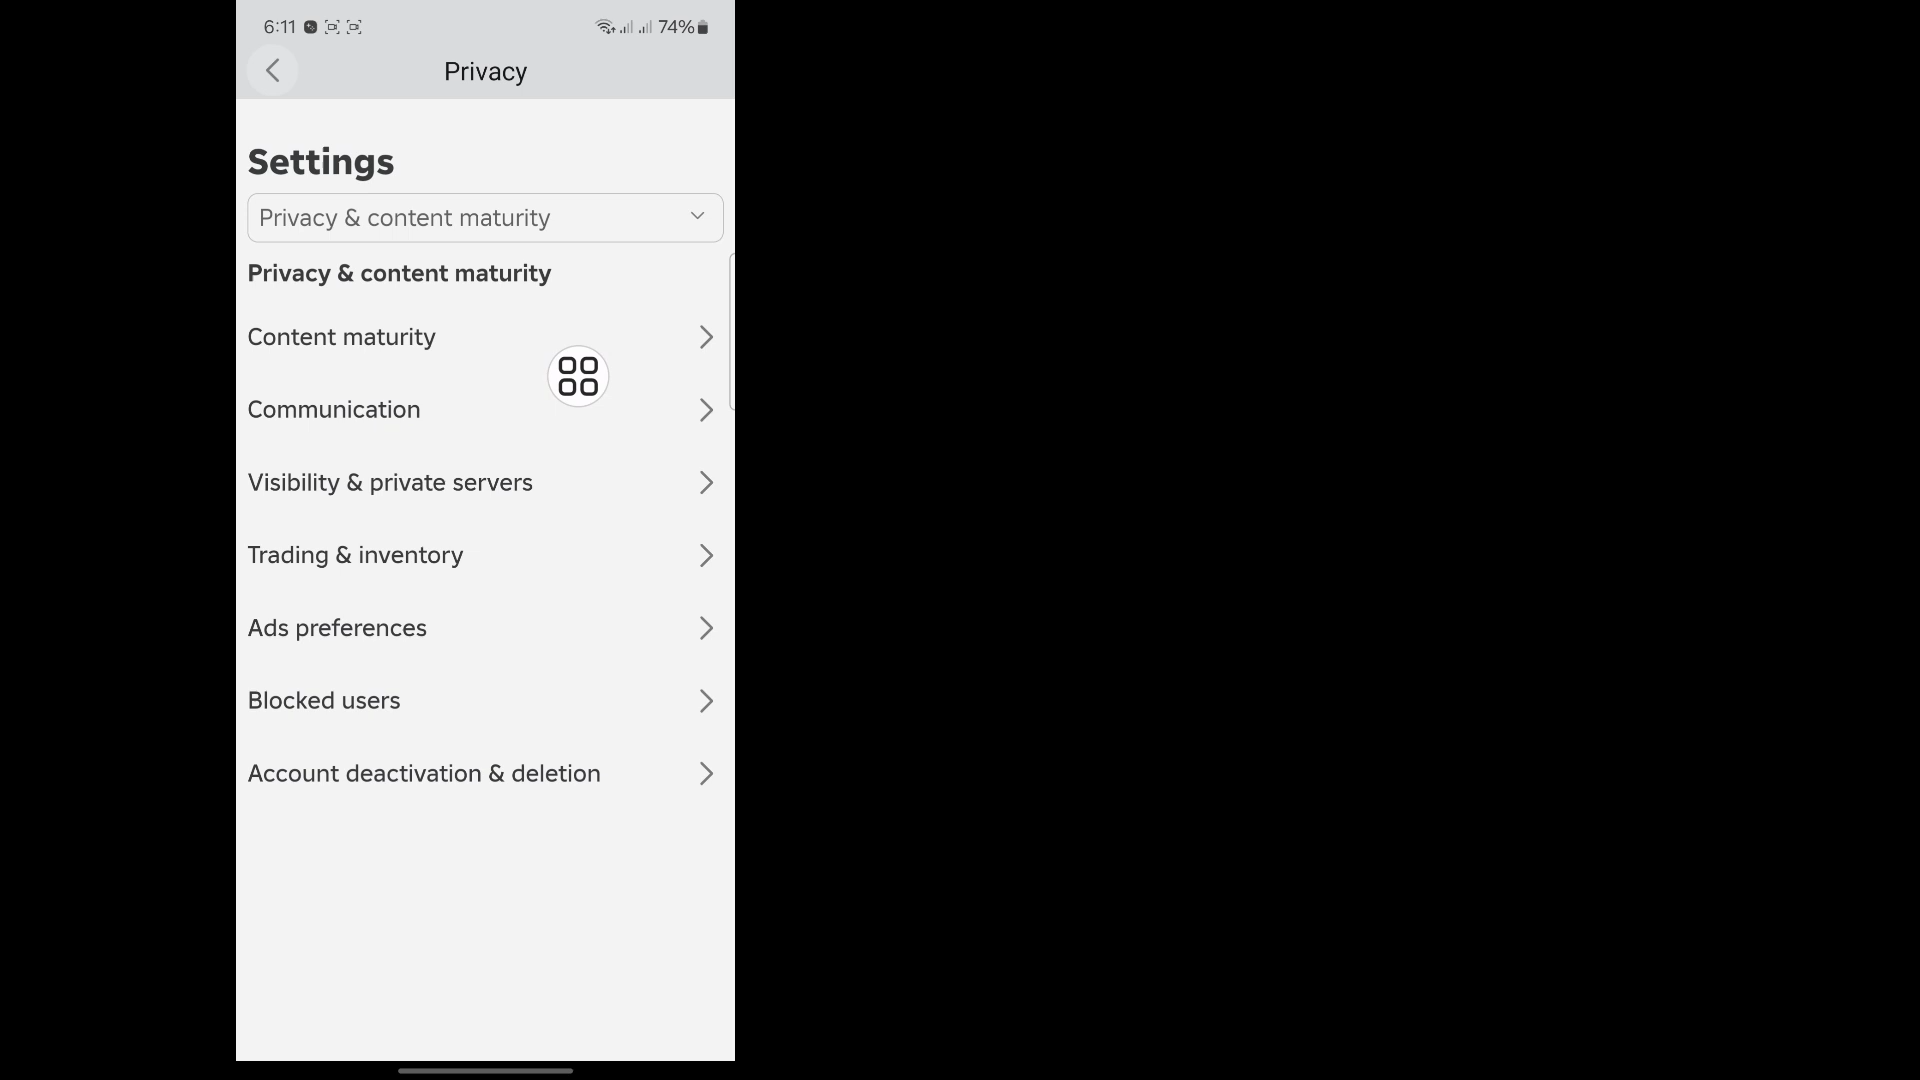 6:11
74%
Privacy
Settings
Privacy & content maturity
Privacy & content maturity
Content maturity
Communication
Visibility & private servers
Trading & inventory
Ads preferences
Blocked users
Account deactivation & deletion